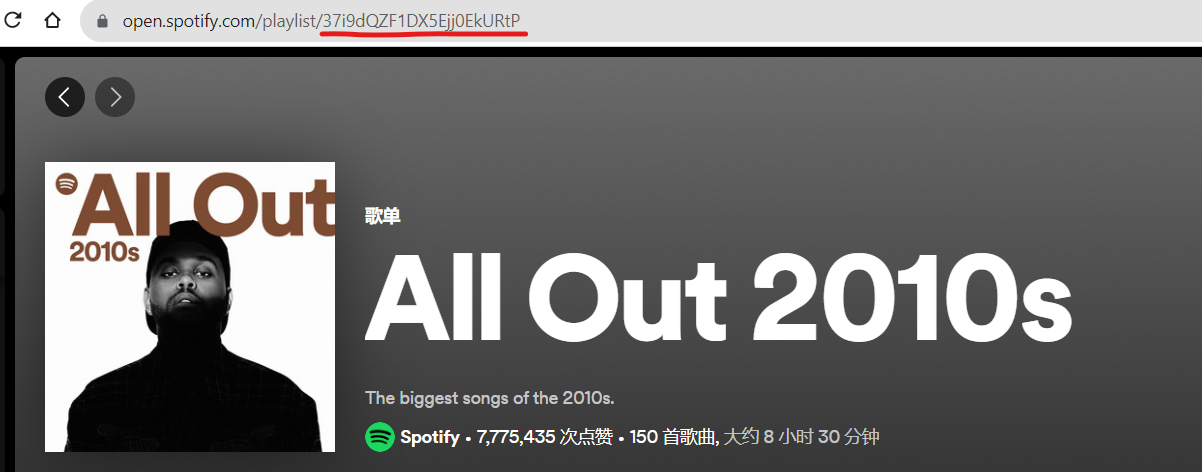 open.spotify.com/playlist/37i9dQZF1DX5Ejj0EkURtP
All Out
2010s
歌单
All Out 2010s
The biggest songs of the 2010s.
Spotify • 7,775,435 次点赞 • 150 首歌曲, 大约 8 小时 30 分钟